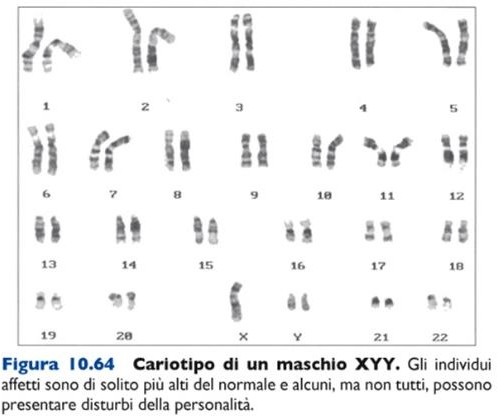 1 2 3 4 5
6 7 8 9 10 11 12
13 14 15 16 17 18
19 20 X Y 21 22
Figura 10.64 Cariotipo di un maschio XYY. Gli individui
affetti sono di solito più alti del normale e alcuni, ma non tutti, possono
presentare disturbi della personalità.